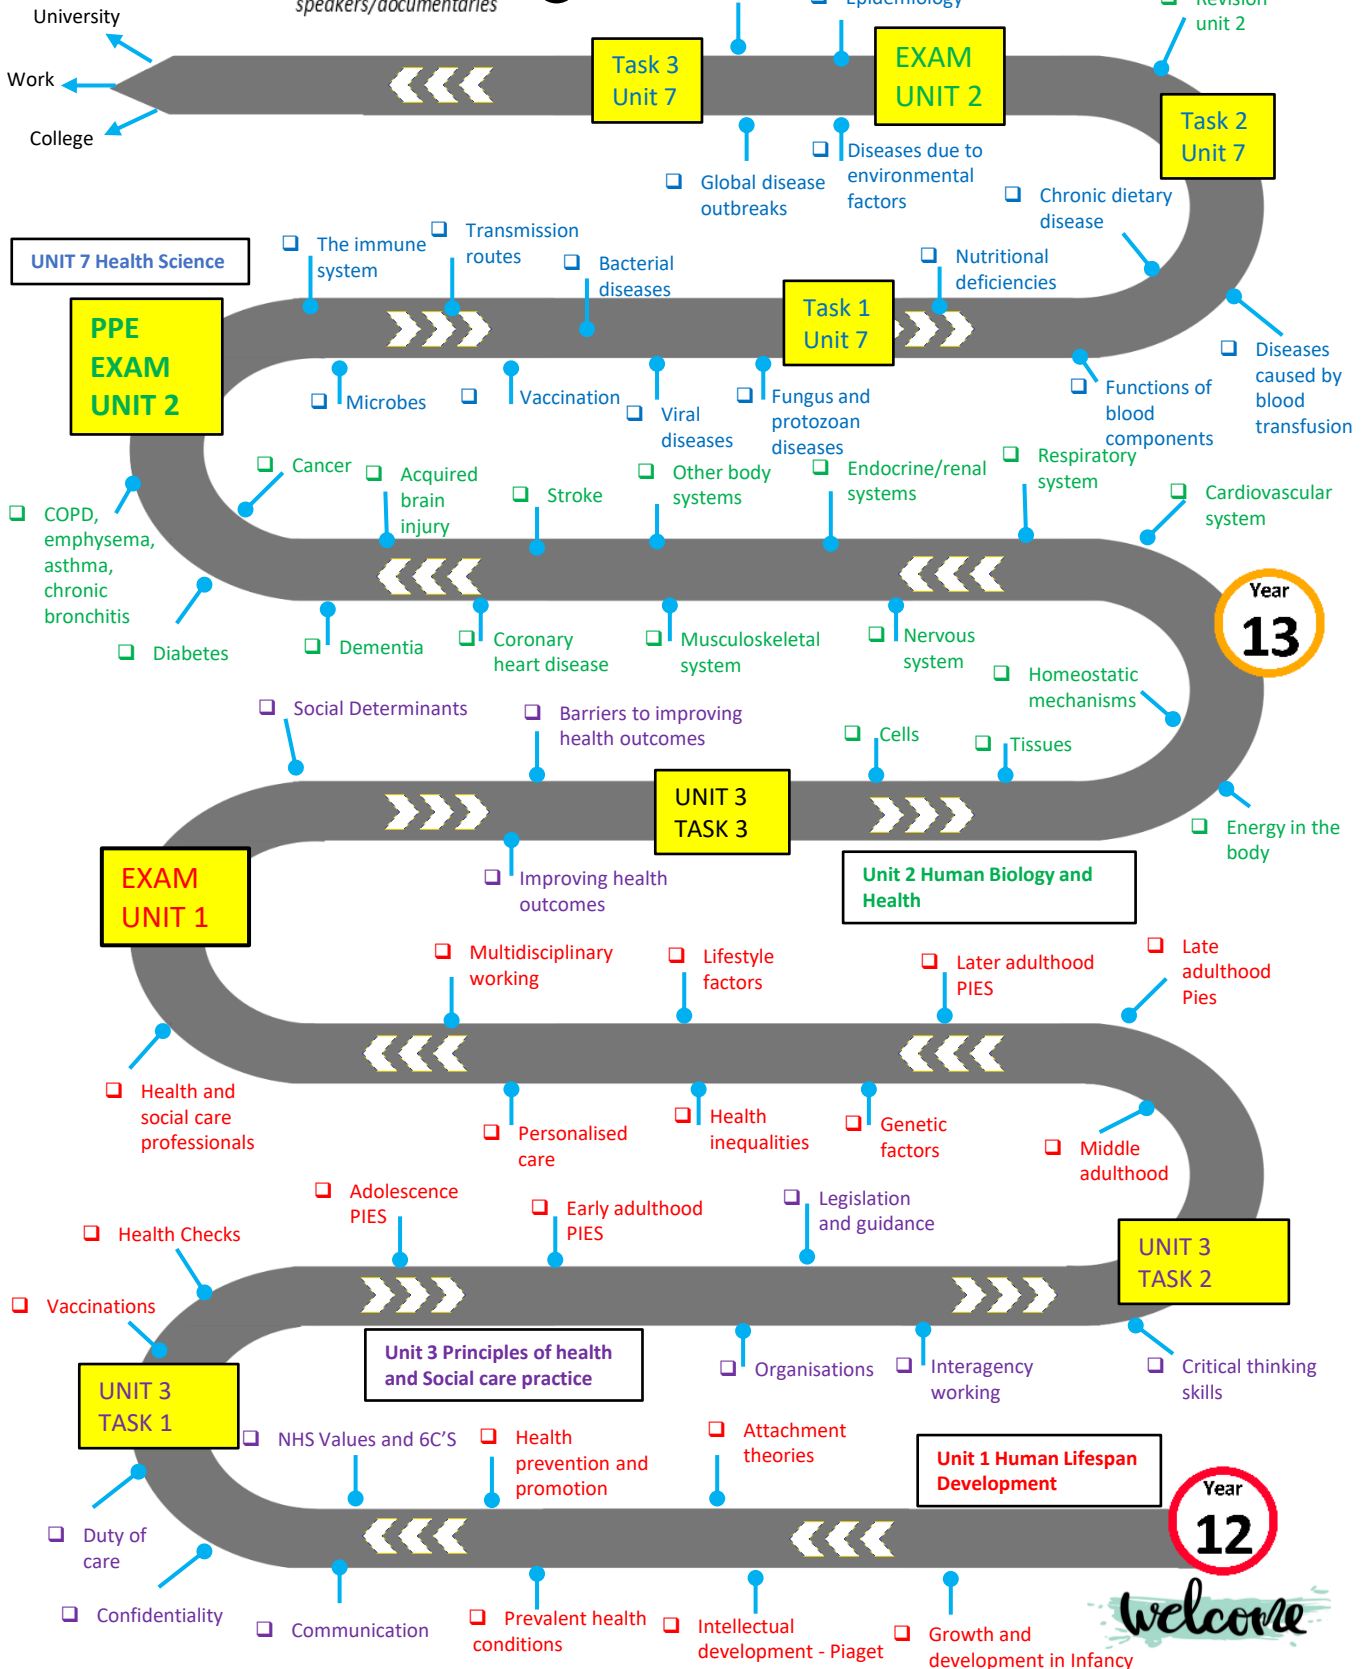 speakers/documentaries
Epidemiology
Revision
unit 2
University
Work
College
Task 3
Unit 7
EXAM
UNIT 2
Task 2
Unit 7
Global disease
outbreaks
Diseases due to
environmental
factors
Chronic dietary
disease
UNIT 7 Health Science
The immune
system
Transmission
routes
Bacterial
diseases
Nutritional
deficiencies
PPE
EXAM
UNIT 2
Task 1
Unit 7
Microbes
Vaccination
Viral
diseases
Fungus and
protozoan
diseases
Functions of
blood
components
Diseases
caused by
blood
transfusion
COPD,
emphysema,
asthma,
chronic
bronchitis
Cancer
Acquired
brain
injury
Stroke
Other body
systems
Endocrine/renal
systems
Respiratory
system
Cardiovascular
system
Year
13
Diabetes
Dementia
Coronary
heart disease
Musculoskeletal
system
Nervous
system
Homeostatic
mechanisms
Social Determinants
Barriers to improving
health outcomes
Cells
Tissues
UNIT 3
TASK 3
Energy in the
body
EXAM
UNIT 1
Improving health
outcomes
Unit 2 Human Biology and
Health
Multidisciplinary
working
Lifestyle
factors
Later adulthood
PIES
Late
adulthood
Pies
Health and
social care
professionals
Personalised
care
Health
inequalities
Genetic
factors
Middle
adulthood
Health Checks
Adolescence
PIES
Early adulthood
PIES
Legislation
and guidance
UNIT 3
TASK 2
Vaccinations
Unit 3 Principles of health
and Social care practice
Organisations
Interagency
working
Critical thinking
skills
UNIT 3
TASK 1
NHS Values and 6C'S
Health
prevention and
promotion
Attachment
theories
Unit 1 Human Lifespan
Development
Year
12
Duty of
care
Confidentiality
Communication
Prevalent health
conditions
Intellectual
development - Piaget
Growth and
development in Infancy
welcome